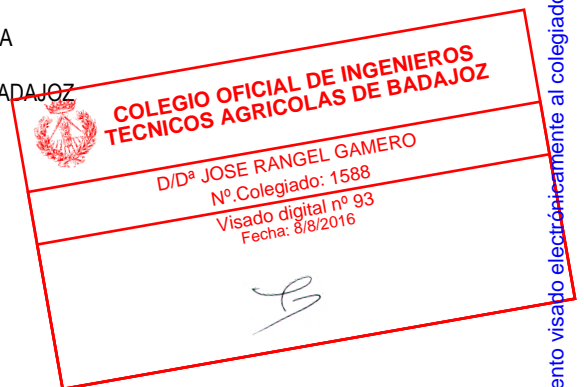 A
ADAJOZ
COLEGIO OFICIAL DE INGENIEROS
TECNICOS AGRICOLAS DE BADAJOZ
D/Dª JOSE RANGEL GAMERO
Nº.Colegiado: 1588
Visado digital nº 93
Fecha: 8/8/2016
ento visado electrónicamente al colegiado